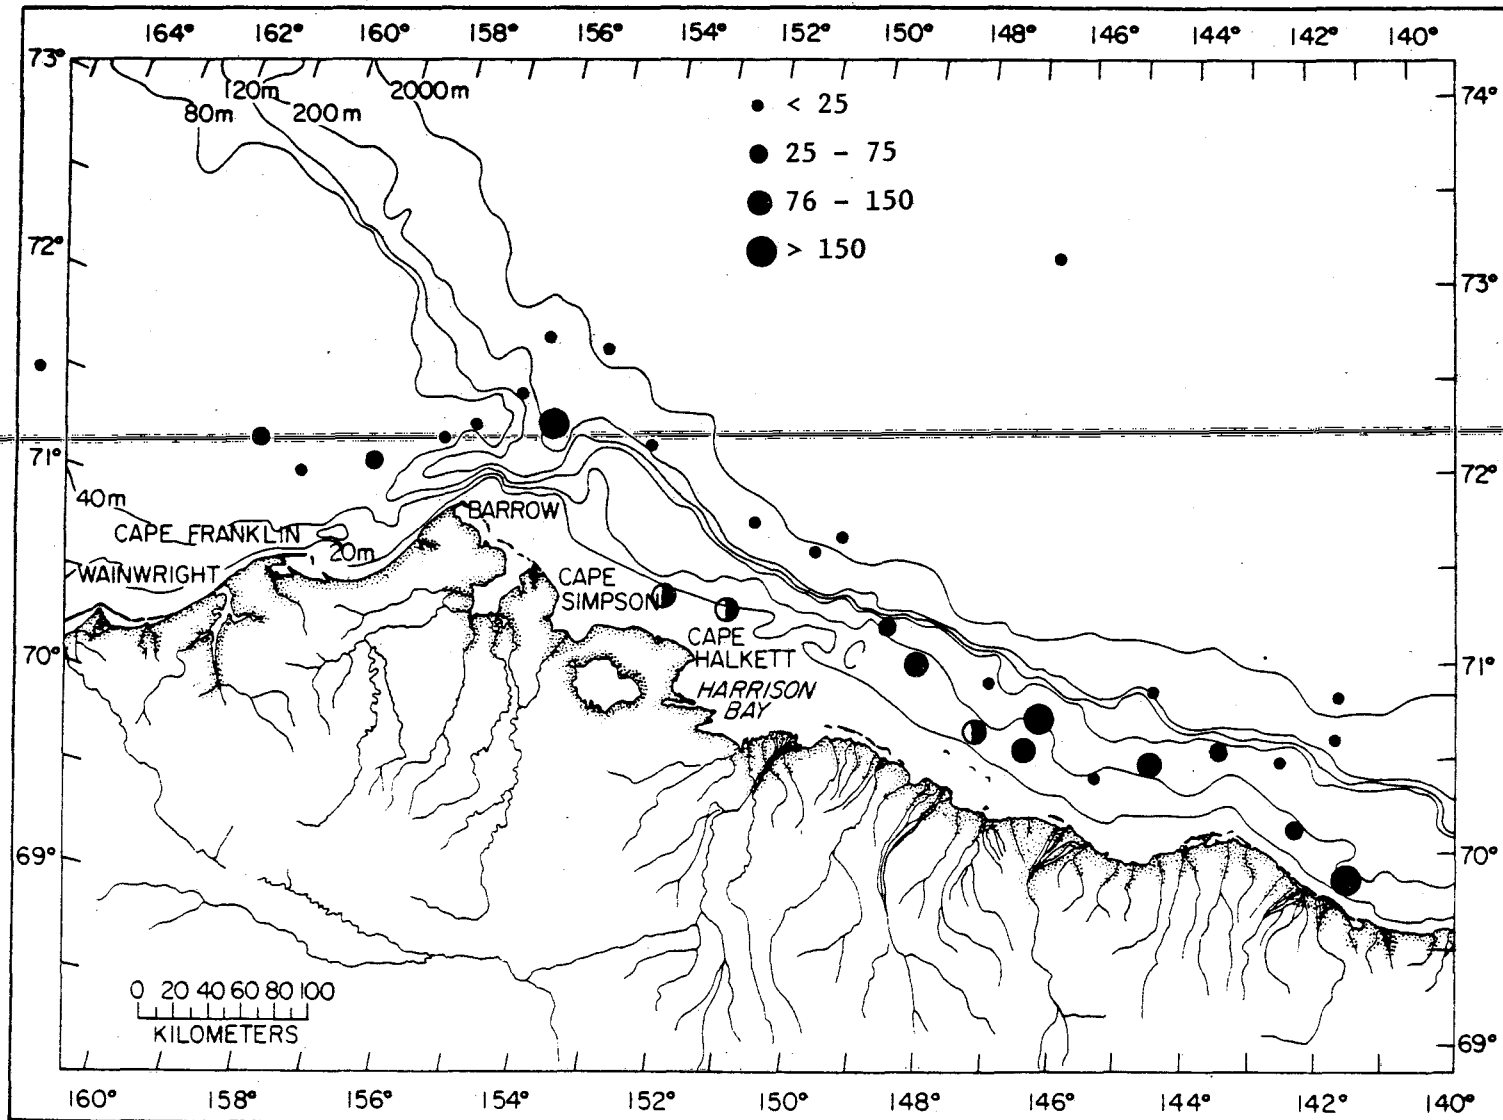 164° 162° 160° 158° 156° 154° 152° 150° 148° 146° 144° 142° 140°
73°
120m
2000m
80m
200m
< 25
74°
25 - 75
76 - 150
72°
> 150
73°
71°
72°
40m
BARROW
CAPE FRANKLIN
20m
WAINWRIGHT
CAPE
SIMPSON
CAPE
HALKETT
70°
71°
HARRISON
BAY
69°
70°
0 20 40 60 80 100
KILOMETERS
69°
160° 158° 156° 154° 152° 150° 148° 146° 144° 142° 140°